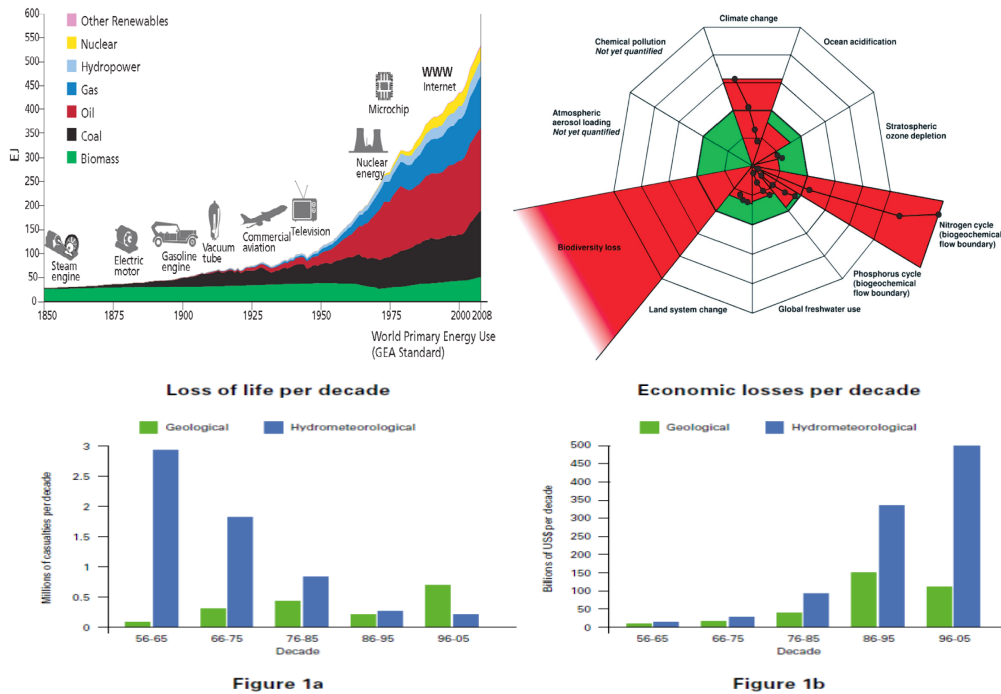 600
550
500
450
400
350
300
250
200
150
100
50
0
EJ
Other Renewables
Nuclear
Hydropower
Gas
Oil
Coal
Biomass
Steam
engine
Electric
motor
Gasoline
engine
Vacuum
tube
Commercial
aviation
Television
Nuclear
energy
Microchip
WWW
Internet
1850
1875
1900
1925
1950
1975
2000
2008
World Primary Energy Use
(GEA Standard)
Climate change
Chemical pollution
Not yet quantified
Ocean acidification
Atmospheric
aerosol loading
Not yet quantified
Stratospheric
ozone depletion
Biodiversity loss
Nitrogen cycle
(biogeochemical
flow boundary)
Phosphorus cycle
(biogeochemical
flow boundary)
Land system change
Global freshwater use
Loss of life per decade
Geological
Hydrometeorological
Millions of casualties per decade
3
2.5
2
1.5
1
0.5
0
56-65
66-75
76-85
86-95
96-05
Decade
Figure 1a
Economic losses per decade
Geological
Hydrometeorological
Billions of US$ per decade
500
450
400
350
300
250
200
150
100
50
0
56-65
66-75
76-85
86-95
96-05
Decade
Figure 1b